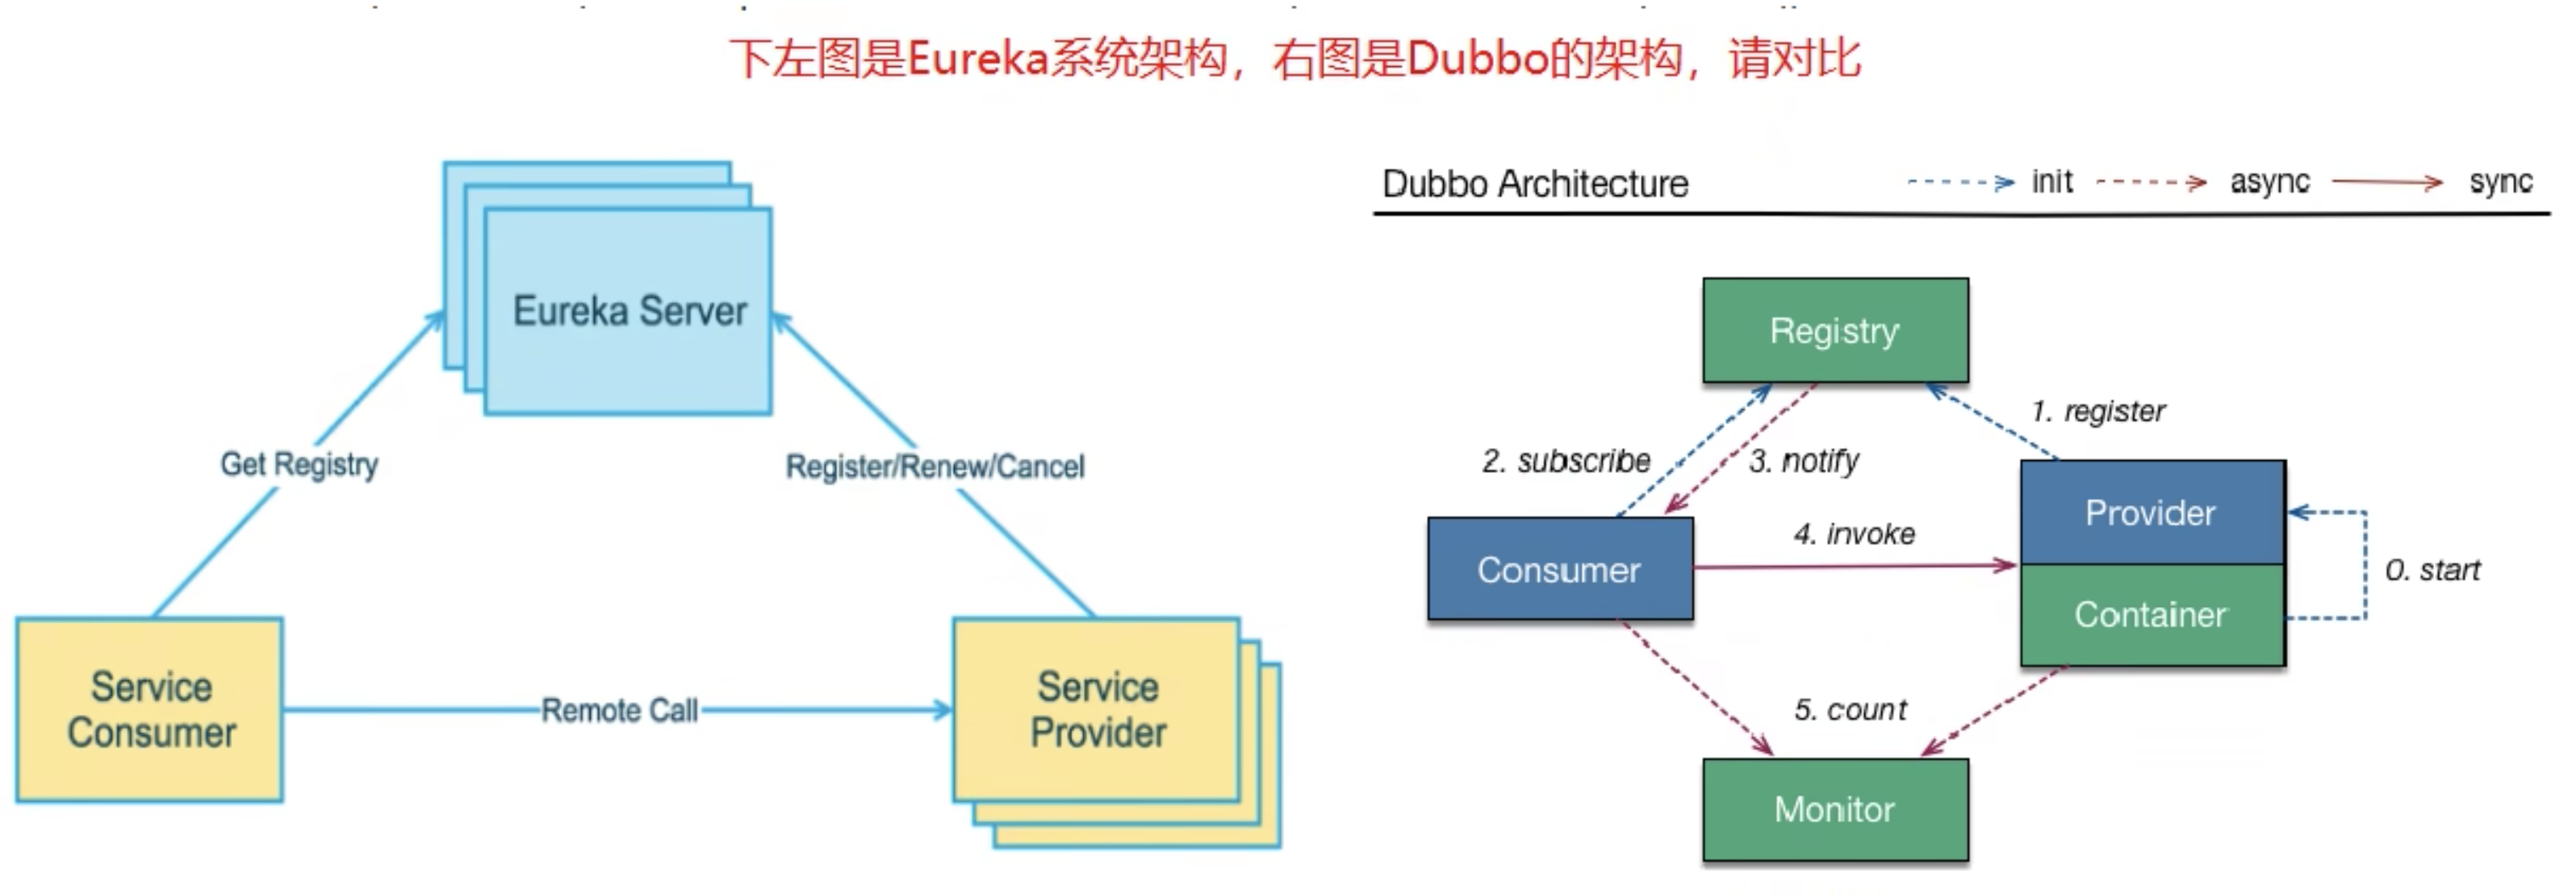 下左图是Eureka系统架构，右图是Dubbo的架构，请对比
Eureka Server
Get Registry
Register/Renew/Cancel
Service
Consumer
Remote Call
Service
Provider
Dubbo Architecture
init
async
sync
Registry
1. register
2. subscribe
3. notify
Provider
4. invoke
Consumer
Container
0. start
5. count
Monitor